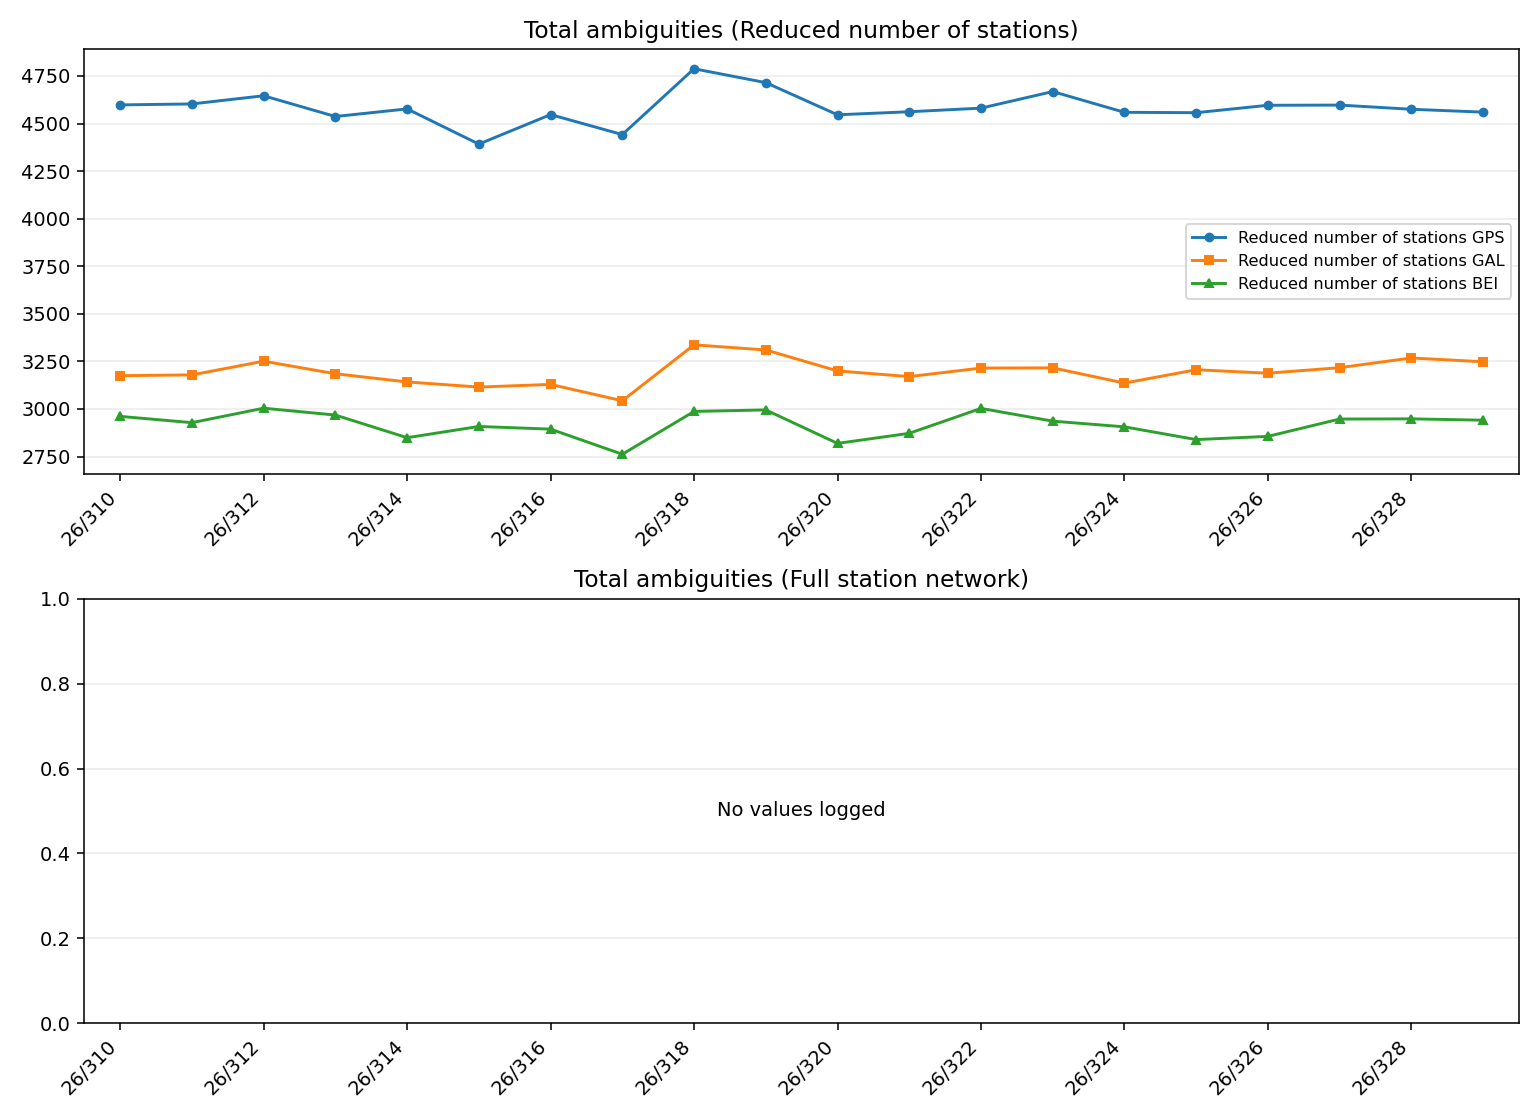 Total ambiguities (Reduced number of stations)
4750
4500
4250
4000
3750
3500
3250
3000
2750
Reduced number of stations GPS
Reduced number of stations GAL
Reduced number of stations BEI
26/310 26/312 26/314 26/316 26/318 26/320 26/322 26/324 26/326 26/328
Total ambiguities (Full station network)
1.0
0.8
0.6
0.4
0.2
0.0
No values logged
26/310 26/312 26/314 26/316 26/318 26/320 26/322 26/324 26/326 26/328